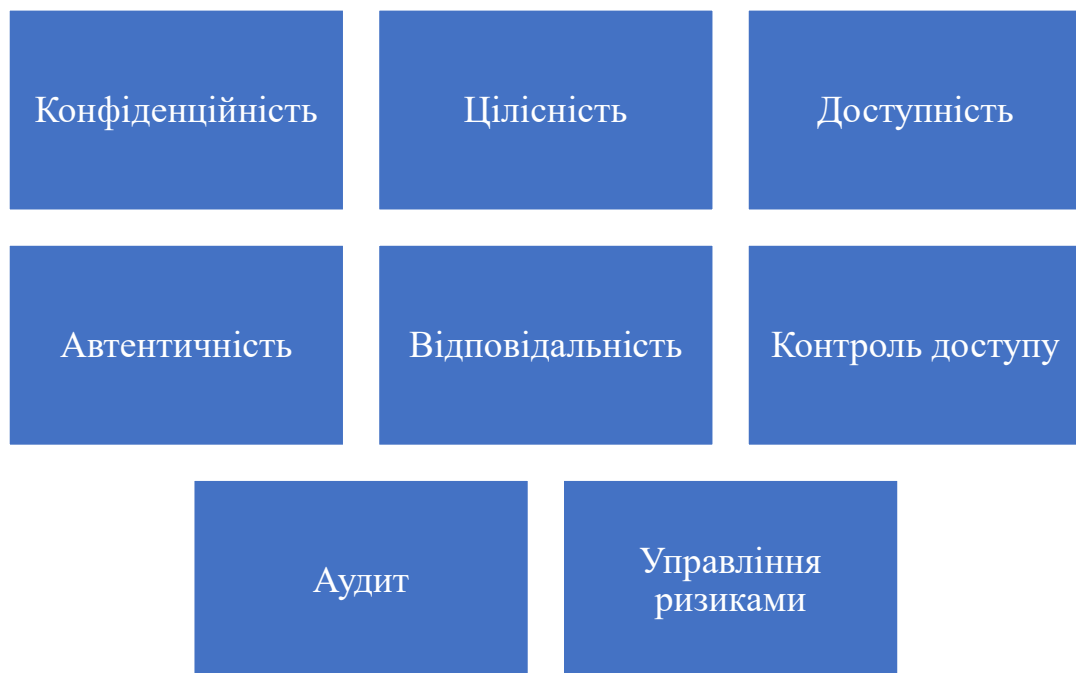 Конфіденційність
Цілісність
Доступність
Автентичність
Відповідальність
Контроль доступу
Аудит
Управління
ризиками